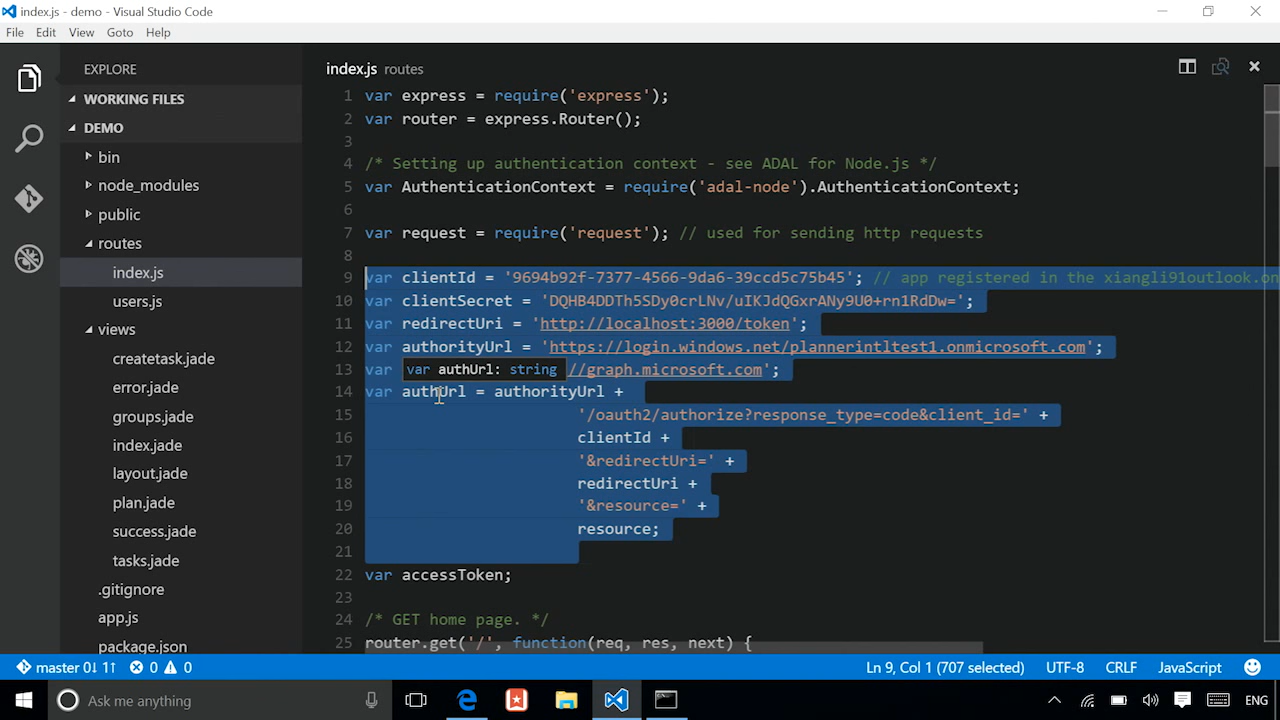 index.js - demo - Visual Studio Code
File Edit View Goto Help
EXPLORE
WORKING FILES
DEMO
bin
node_modules
public
routes
index.js
users.js
views
createtask.jade
error.jade
groups.jade
index.jade
layout.jade
plan.jade
success.jade
tasks.jade
.gitignore
app.js
package.json
index.js routes
1 var express = require('express');
2 var router = express.Router();
3
4 /* Setting up authentication context - see ADAL for Node.js */
5 var AuthenticationContext = require('adal-node').AuthenticationContext;
6
7 var request = require('request'); // used for sending http requests
8
9 var clientId = '9694b92f-7377-4566-9da6-39ccd5c75b45'; // app registered in the xiangli91outlook.on
10 var clientSecret = 'DQHB4DDTh5SDy0crLNv/uIKJdQGxrANy9U0+rn1RdDw=';
11 var redirectUri = 'http://localhost:3000/token';
12 var authorityUrl = 'https://login.windows.net/plannerintltest1.onmicrosoft.com';
13 var //graph.microsoft.com';
var authUrl: string
14 var authUrl = authorityUrl +
15 '/oauth2/authorize?response_type=code&client_id=' +
16 clientId +
17 '&redirectUri=' +
18 redirectUri +
19 '&resource=' +
20 resource;
21
22 var accessToken;
23
24 /* GET home page. */
25 router.get('/', function(req, res, next) {
master 0↓ 1↑ 0 0 Ln 9, Col 1 (707 selected) UTF-8 CRLF JavaScript
Ask me anything ENG